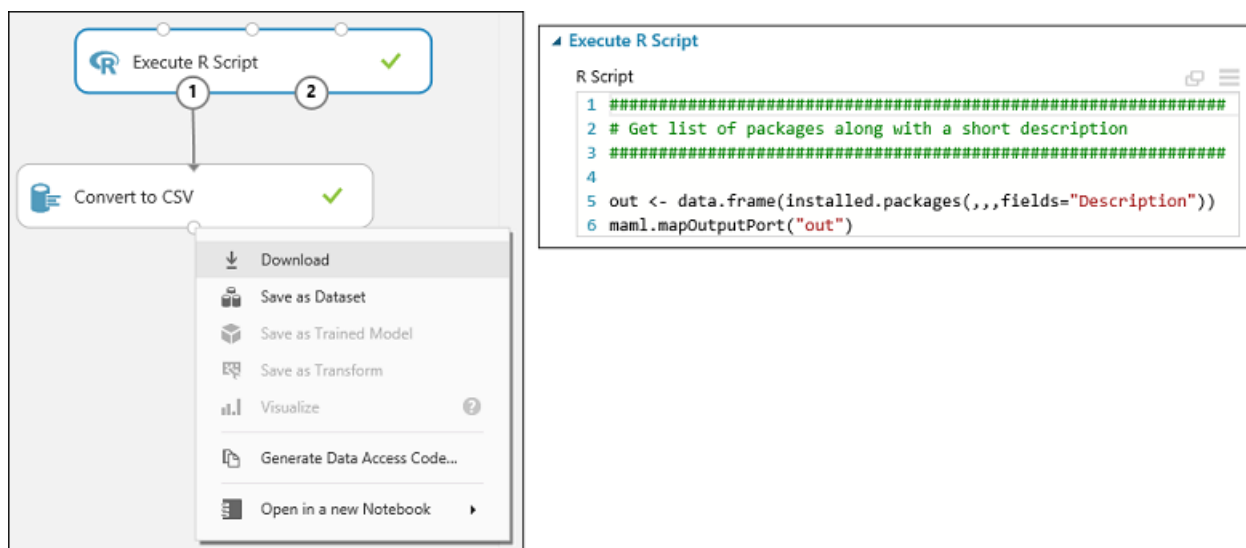 Execute R Script
1
2
Convert to CSV
Download
Save as Dataset
Save as Trained Model
Save as Transform
Visualize ?
Generate Data Access Code...
Open in a new Notebook
Execute R Script
R Script
1 ###############################################################
2 # Get list of packages along with a short description
3 ###############################################################
4
5 out <- data.frame(installed.packages(,,,fields="Description"))
6 maml.mapOutputPort("out")